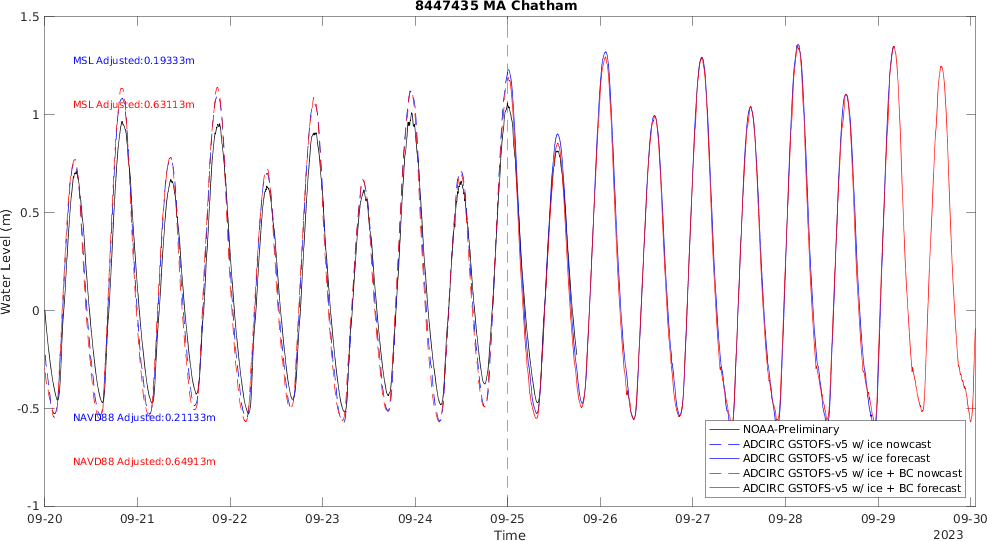 8447435 MA Chatham
1.5
1
0.5
0
-0.5
-1
Water Level (m)
MSL Adjusted:0.19333m
MSL Adjusted:0.63113m
NAVD88 Adjusted:0.21133m
NAVD88 Adjusted:0.64913m
NOAA-Preliminary
ADCIRC GSTOFS-v5 w/ ice nowcast
ADCIRC GSTOFS-v5 w/ ice forecast
ADCIRC GSTOFS-v5 w/ ice + BC nowcast
ADCIRC GSTOFS-v5 w/ ice + BC forecast
09-20 09-21 09-22 09-23 09-24 09-25 09-26 09-27 09-28 09-29 09-30
Time
2023